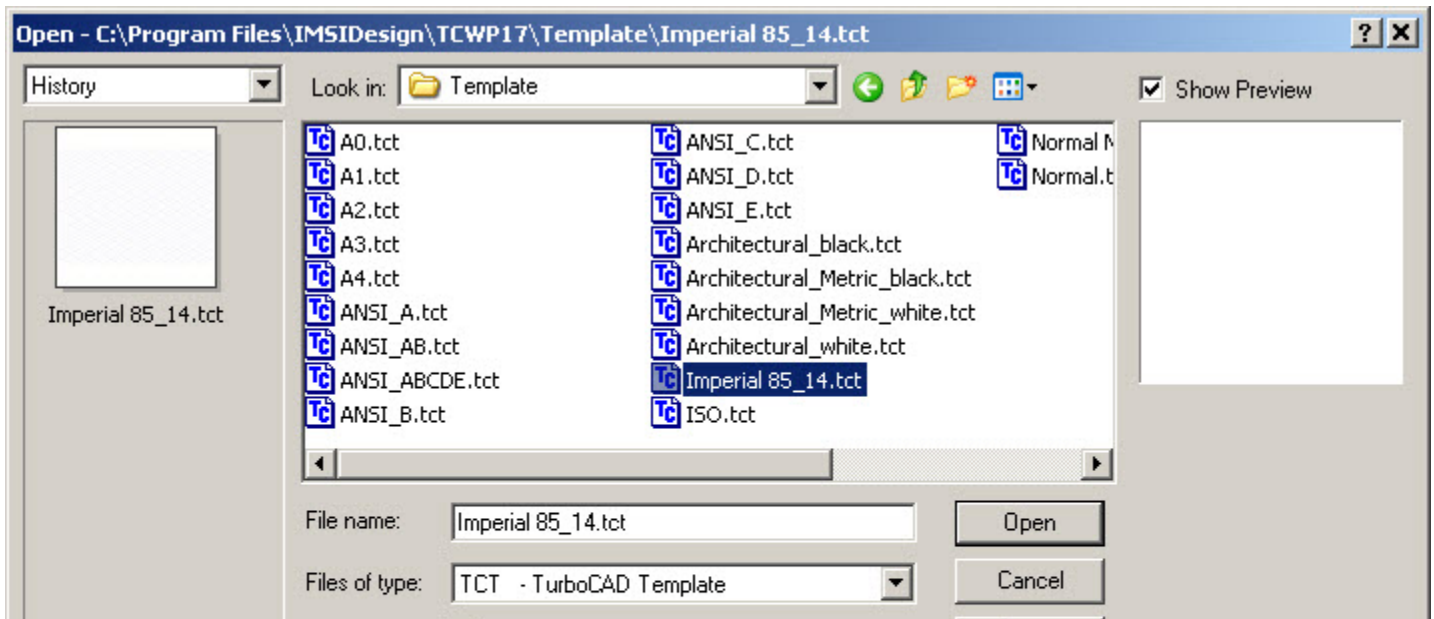 Open - C:\Program Files\IMSIDesign\TCWP17\Template\Imperial 85_14.tct
History
Look in: Template
Show Preview
Imperial 85_14.tct
A0.tct
A1.tct
A2.tct
A3.tct
A4.tct
ANSI_A.tct
ANSI_AB.tct
ANSI_ABCDE.tct
ANSI_B.tct
ANSI_C.tct
ANSI_D.tct
ANSI_E.tct
Architectural_black.tct
Architectural_Metric_black.tct
Architectural_Metric_white.tct
Architectural_white.tct
Imperial 85_14.tct
ISO.tct
Normal M
Normal.t
File name: Imperial 85_14.tct
Open
Files of type: TCT - TurboCAD Template
Cancel